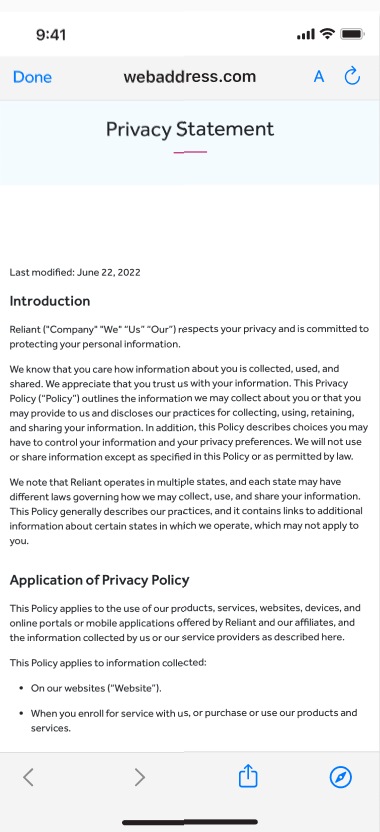 9:41
Done
webaddress.com
A
Privacy Statement
Last modified: June 22, 2022
Introduction
Reliant ("Company" "We" "Us" "Our") respects your privacy and is committed to
protecting your personal information.
We know that you care how information about you is collected, used, and
shared. We appreciate that you trust us with your information. This Privacy
Policy ("Policy") outlines the information we may collect about you or that you
may provide to us and discloses our practices for collecting, using, retaining,
and sharing your information. In addition, this Policy describes choices you may
have to control your information and your privacy preferences. We will not use
or share information except as specified in this Policy or as permitted by law.
We note that Reliant operates in multiple states, and each state may have
different laws governing how we may collect, use, and share your information.
This Policy generally describes our practices, and it contains links to additional
information about certain states in which we operate, which may not apply to
you.
Application of Privacy Policy
This Policy applies to the use of our products, services, websites, devices, and
online portals or mobile applications offered by Reliant and our affiliates, and
the information collected by us or our service providers as described here.
This Policy applies to information collected:
• On our websites ("Website").
• When you enroll for service with us, or purchase or use our products and
services.